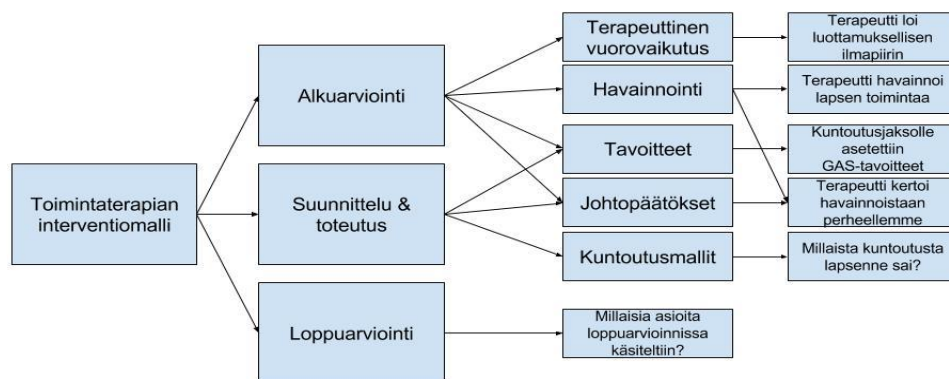 Toimintaterapian
interventiomalli
Alkuarviointi
Suunnittelu &
toteutus
Loppuarviointi
Terapeuttinen
vuorovaikutus
Havainnointi
Tavoitteet
Johtopäätökset
Kuntoutusmallit
Millaisia asioita
loppuarvioinnissa
käsiteltiin?
Terapeutti loi
luottamuksellisen
ilmapiirin
Terapeutti havainnoi
lapsen toimintaa
Kuntoutusjaksolle
asetettiin
GAS-tavoitteet
Terapeutti kertoi
havainnoistaan
perheellemme
Millaista kuntoutusta
lapsenne sai?